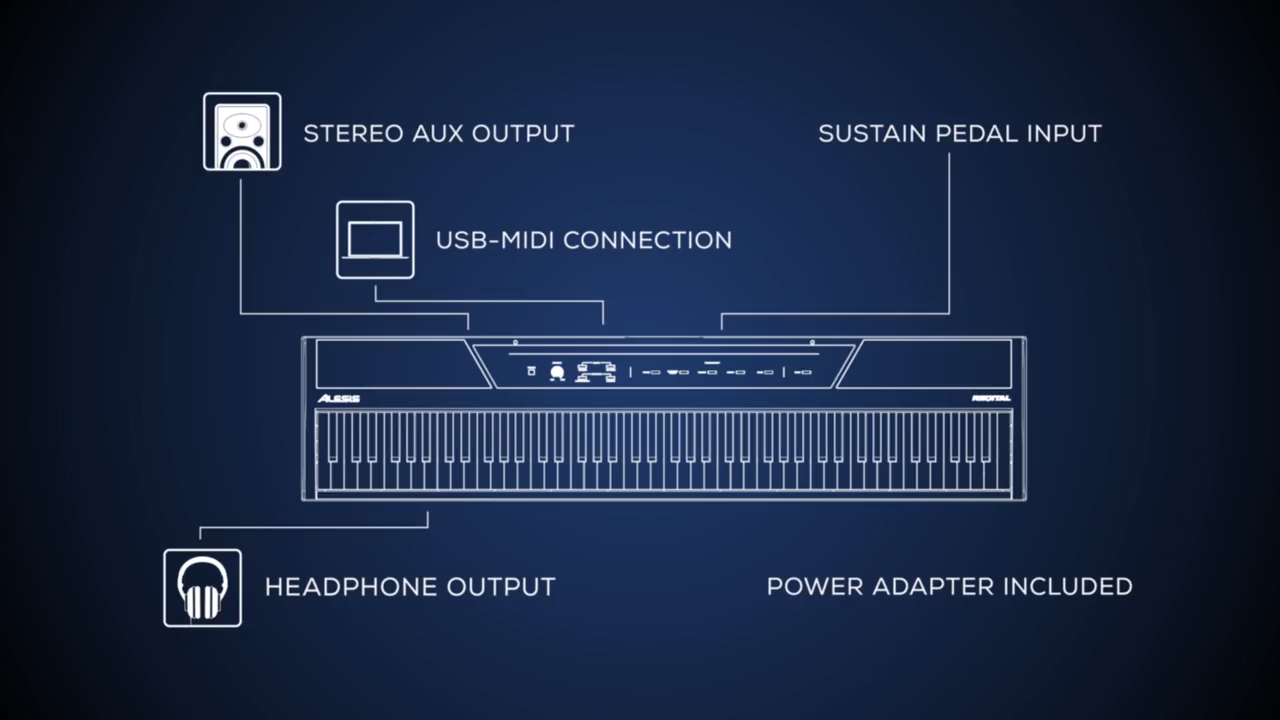 STEREO AUX OUTPUT
SUSTAIN PEDAL INPUT
USB-MIDI CONNECTION
ALESIS
RECITAL
HEADPHONE OUTPUT
POWER ADAPTER INCLUDED